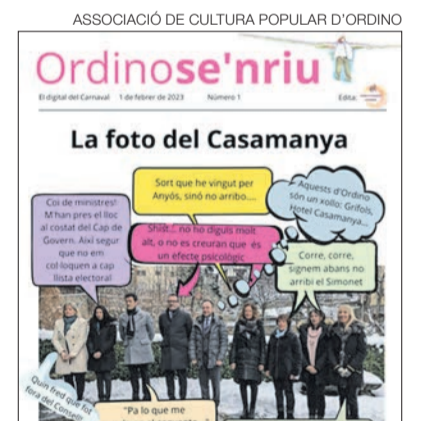 ASSOCIACIÓ DE CULTURA POPULAR D'ORDINO
Ordinose'nriu
El digital del Carnaval 1 de febrer de 2023 Número 1 Edita:
La foto del Casamanya
Coi de ministres!
M'han pres el lloc
al costat del Cap de
Govern. Així segur
que no em
col·loquen a cap
llista electoral
Sort que he vingut per
Anyós, sinó no arribo....
Shist... no ho diguis molt
alt, o no es creuran que és
un efecte psicològic
Aquests d'Ordino
són un xollo: Grífols,
Hotel Casamanya...
Corre, corre,
signem abans no
arribi el Simonet
Quin fred que fot
fora del Consell!
"Pa lo que me